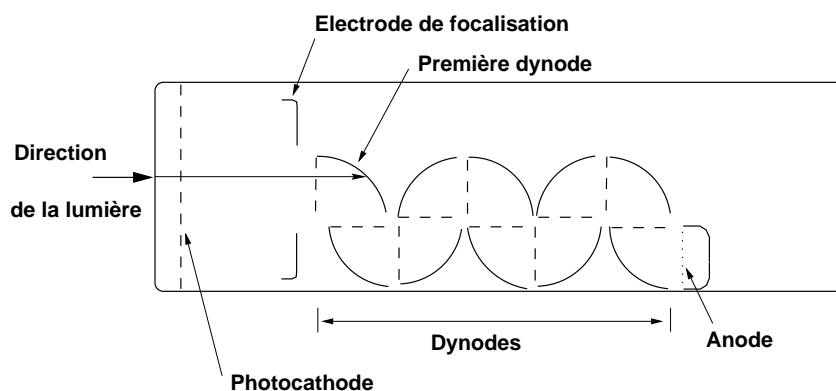 Electrode de focalisation
Première dynode
Direction
de la lumière
Dynodes
Anode
Photocathode